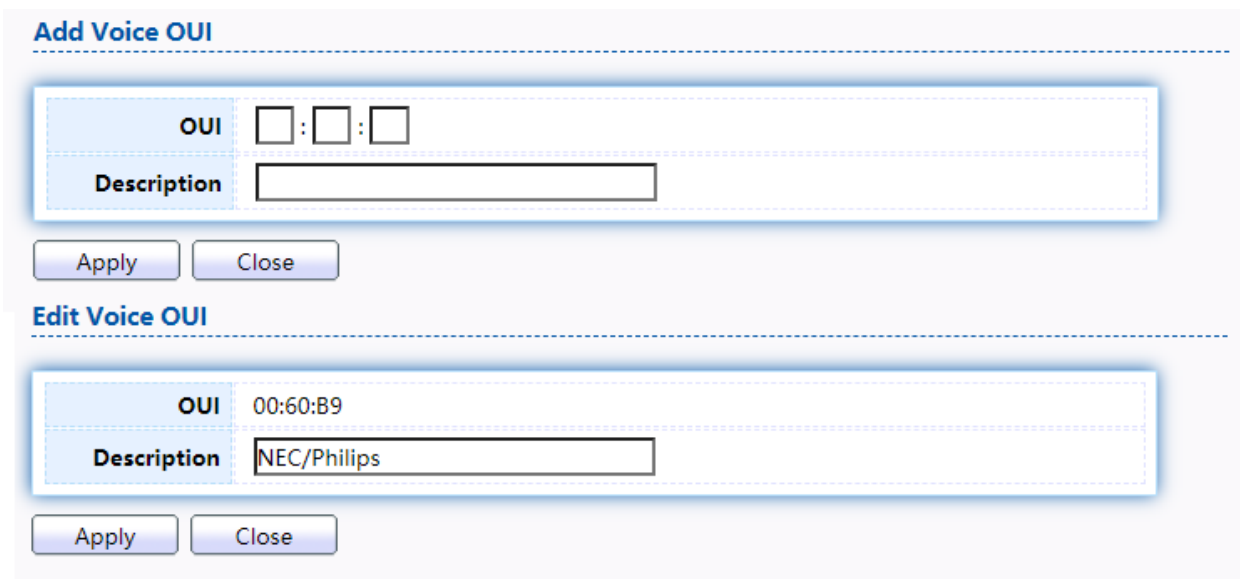 Add Voice OUI
OUI : :
Description
Apply Close
Edit Voice OUI
OUI 00:60:B9
Description NEC/Philips
Apply Close